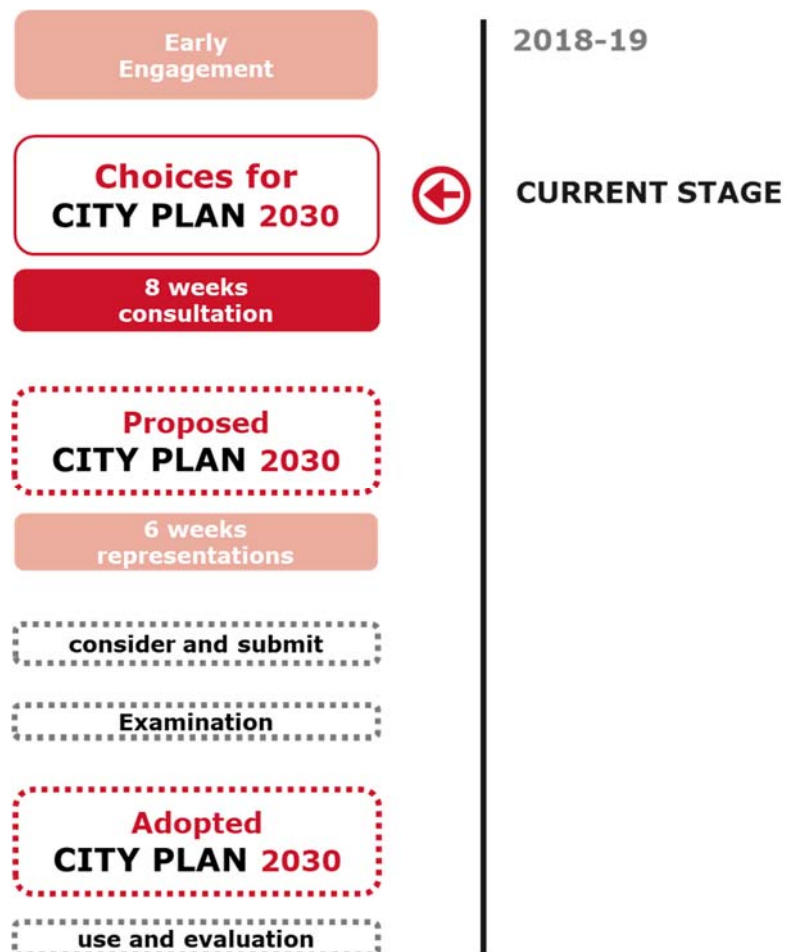 Early
Engagement
2018-19
Choices for
CITY PLAN 2030
CURRENT STAGE
8 weeks
consultation
Proposed
CITY PLAN 2030
6 weeks
representations
consider and submit
Examination
Adopted
CITY PLAN 2030
use and evaluation